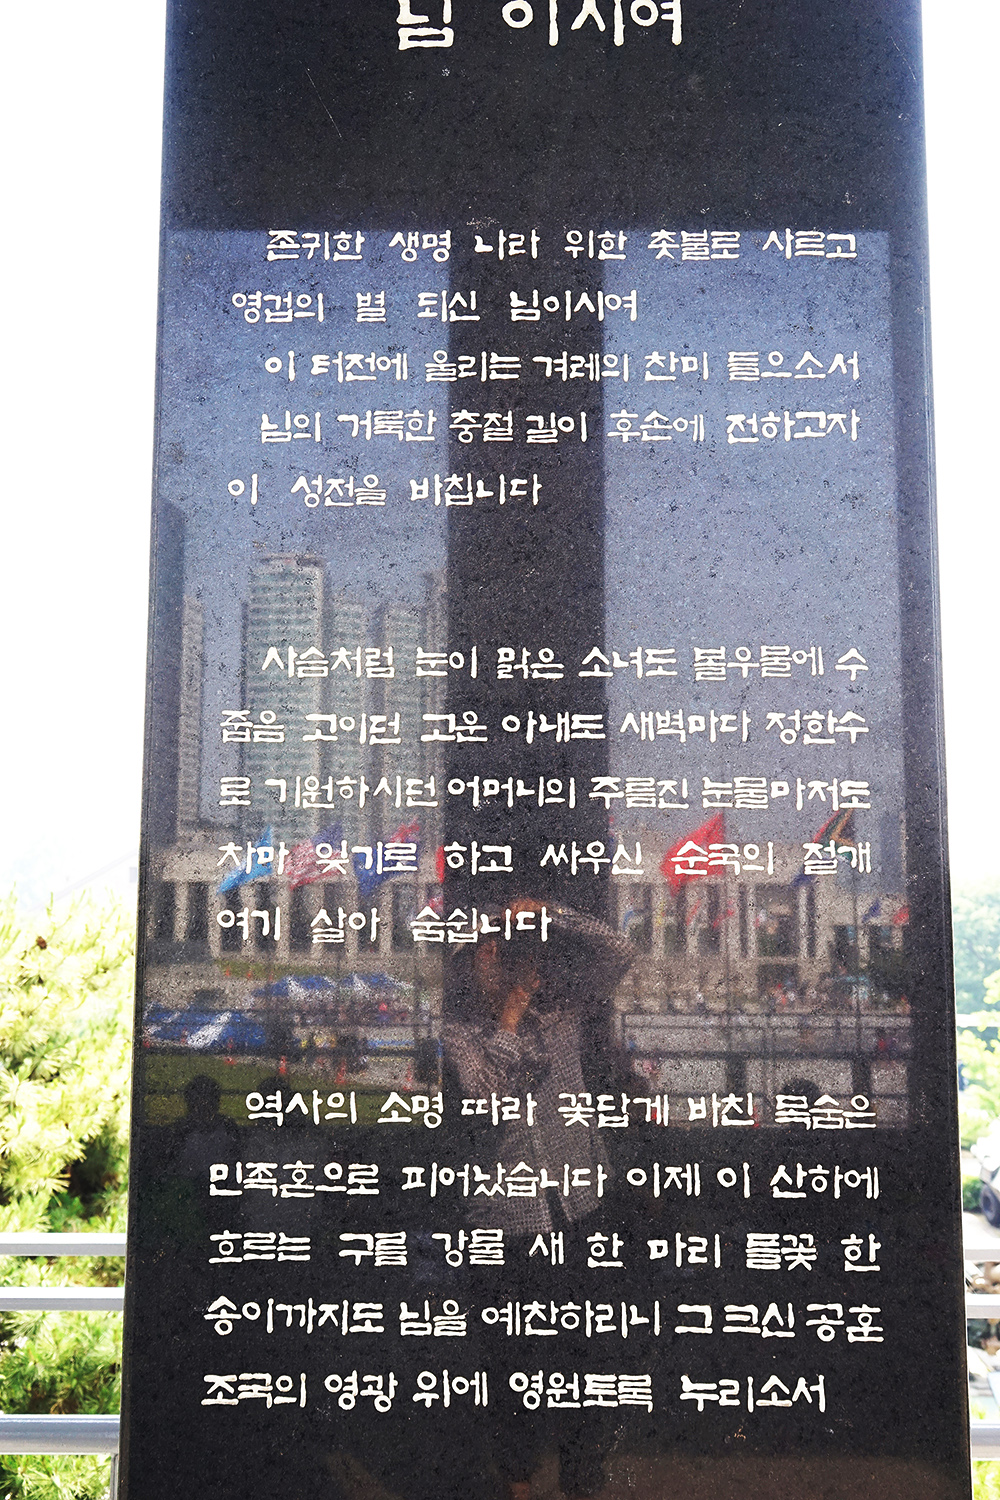 님 이시여
존귀한 생명 나라 위한 촛불로 사르고
영겁의 별 되신 님이시여
이 터전에 울리는 겨레의 찬미 들으소서
님의 거룩한 충절 길이 후손에 전하고자
이 성전을 바칩니다
사슴처럼 눈이 맑은 소녀도 볼우물에 수
줍음 고이던 고운 아내도 새벽마다 정한수
로 기원하시던 어머니의 주름진 눈물마저도
차마 잊기로 하고 싸우신 순국의 절개
여기 살아 숨쉽니다
역사의 소명 따라 꽃답게 바친 목숨은
민족혼으로 피어났습니다 이제 이 산하에
흐르는 구름 강물 새 한 마리 들꽃 한
송이까지도 님을 예찬하리니 그 크신 공훈
조국의 영광 위에 영원토록 누리소서